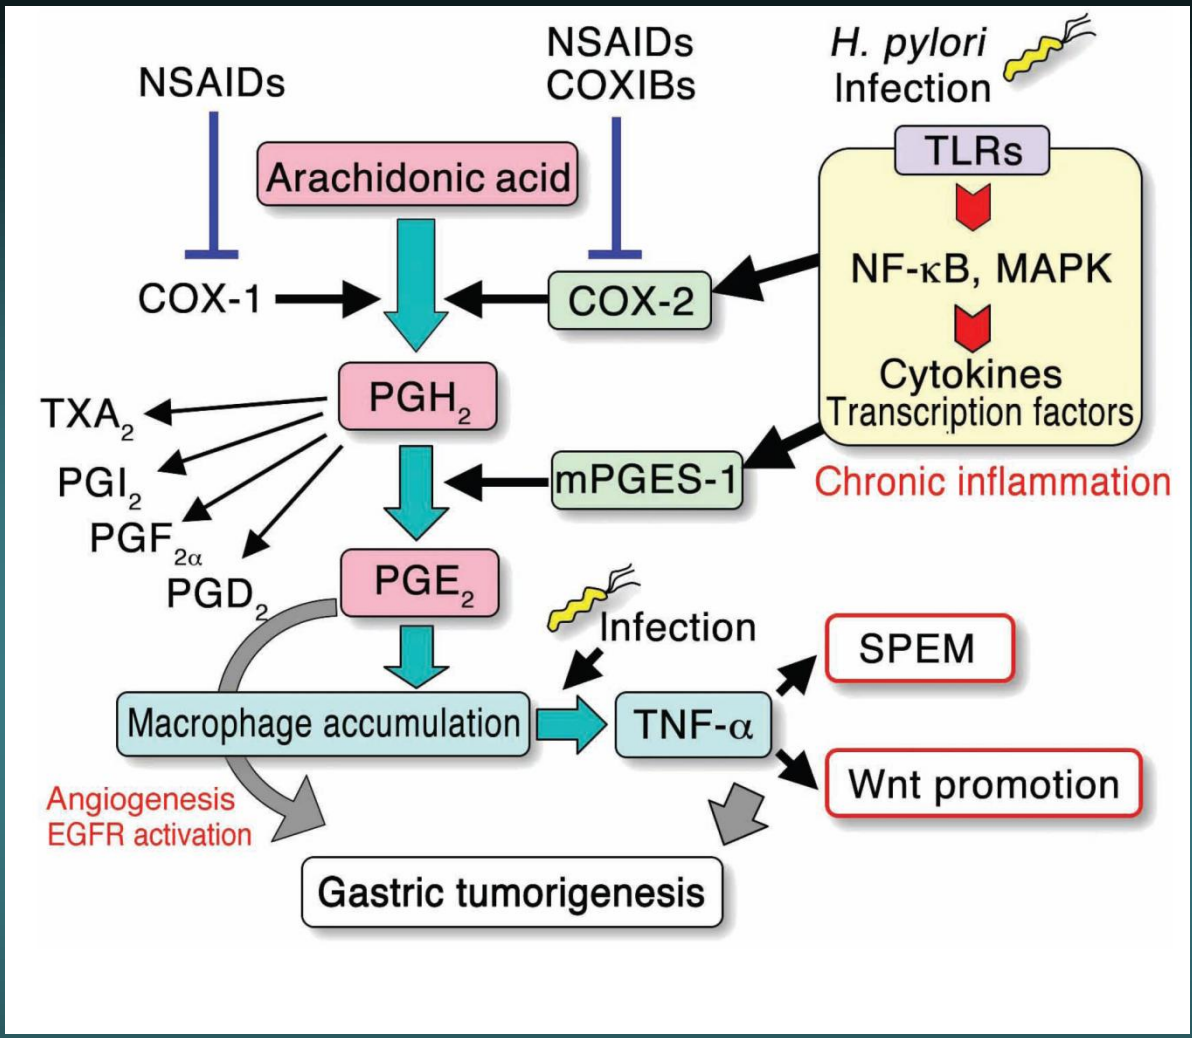 NSAIDs
NSAIDs
COXIBs
H. pylori
Infection
TLRs
Arachidonic acid
NF-κB, MAPK
COX-1
COX-2
Cytokines
Transcription factors
PGH₂
TXA₂
PGI₂
mPGES-1
Chronic inflammation
PGF₂α
PGD₂
PGE₂
Infection
SPEM
Macrophage accumulation
TNF-α
Wnt promotion
Angiogenesis
EGFR activation
Gastric tumorigenesis